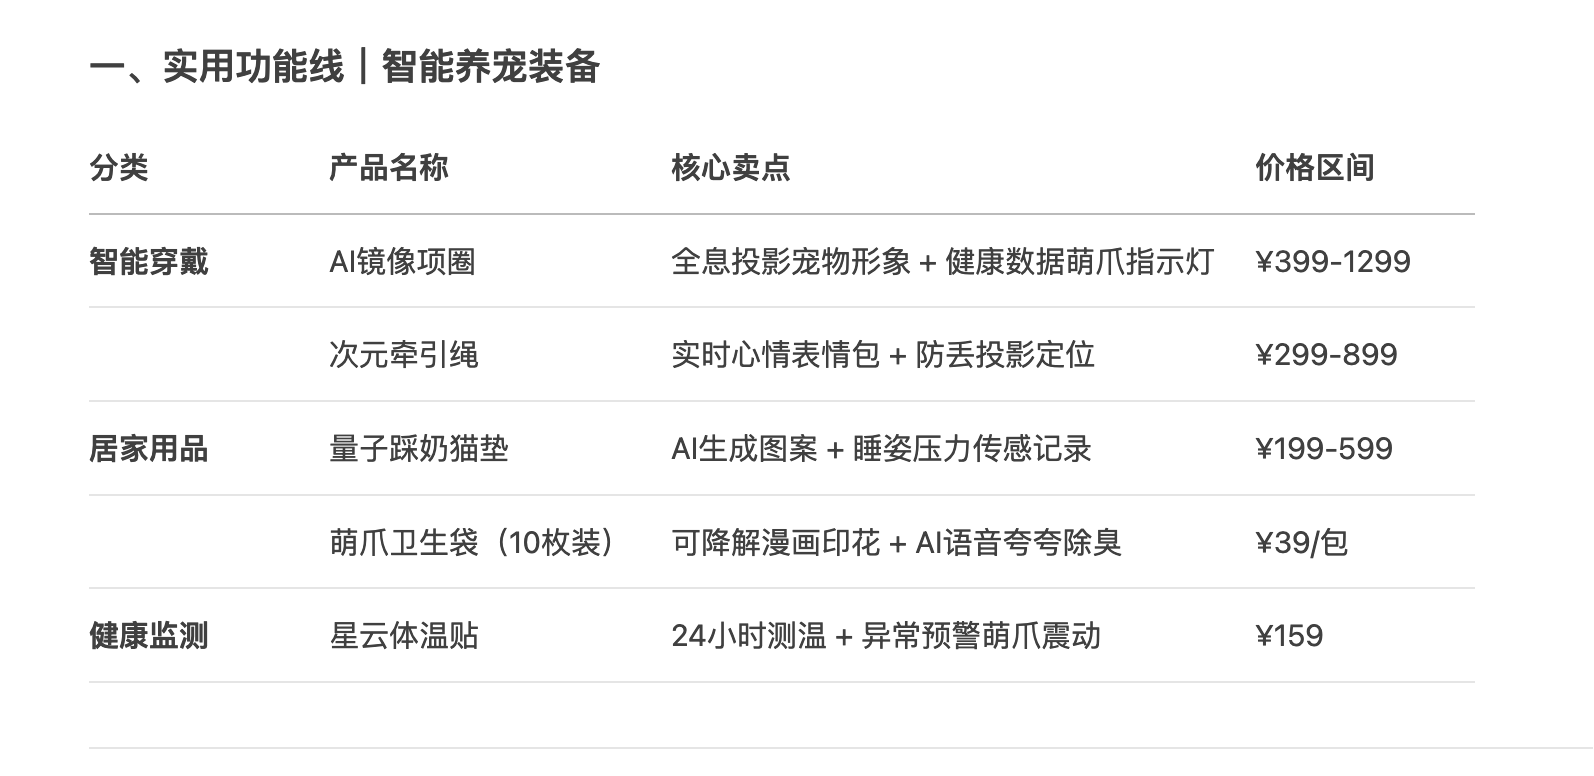 一、实用功能线｜智能养宠装备
分类 产品名称 核心卖点 价格区间
智能穿戴 AI镜像项圈 全息投影宠物形象 + 健康数据萌爪指示灯 ¥399-1299
次元牵引绳 实时心情表情包 + 防丢投影定位 ¥299-899
居家用品 量子踩奶猫垫 AI生成图案 + 睡姿压力传感记录 ¥199-599
萌爪卫生袋（10枚装） 可降解漫画印花 + AI语音夸夸除臭 ¥39/包
健康监测 星云体温贴 24小时测温 + 异常预警萌爪震动 ¥159